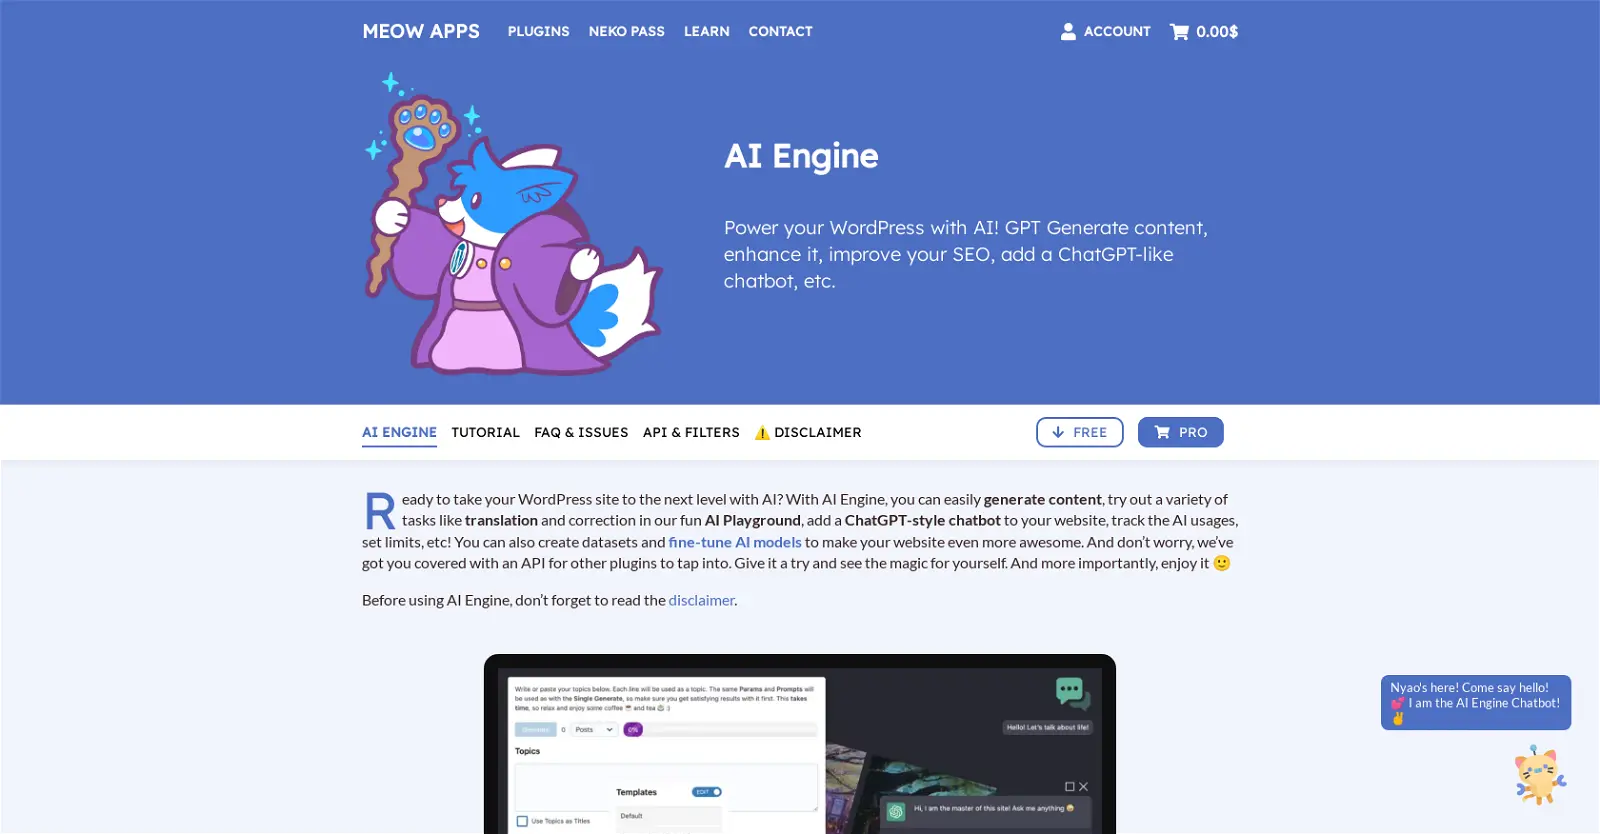 MEOW APPS PLUGINS NEKO PASS LEARN CONTACT ACCOUNT 0.00$
AI Engine
Power your WordPress with AI! GPT Generate content,
enhance it, improve your SEO, add a ChatGPT-like
chatbot, etc.
AI ENGINE TUTORIAL FAQ & ISSUES API & FILTERS ⚠️ DISCLAIMER FREE PRO
Ready to take your WordPress site to the next level with AI? With AI Engine, you can easily generate content, try out a variety of
tasks like translation and correction in our fun AI Playground, add a ChatGPT-style chatbot to your website, track the AI usages,
set limits, etc! You can also create datasets and fine-tune AI models to make your website even more awesome. And don’t worry, we’ve
got you covered with an API for other plugins to tap into. Give it a try and see the magic for yourself. And more importantly, enjoy it 🙂
Before using AI Engine, don’t forget to read the disclaimer.
Write or paste your topics below. Each line will be used as a topic. The same Params and Prompts will
be used as with the Single Generate, so make sure you get satisfying results with it first. This takes
time, so relax and enjoy some coffee ☕ and tea 🍵 :)
Generate 0 Posts 0%
Topics
Templates EDIT
Default
Use Topics as Titles
Hello! Let's talk about life!
Hi, I am the master of this site! Ask me anything 😄
Nyao's here! Come say hello!
💕 I am the AI Engine Chatbot!
✌️